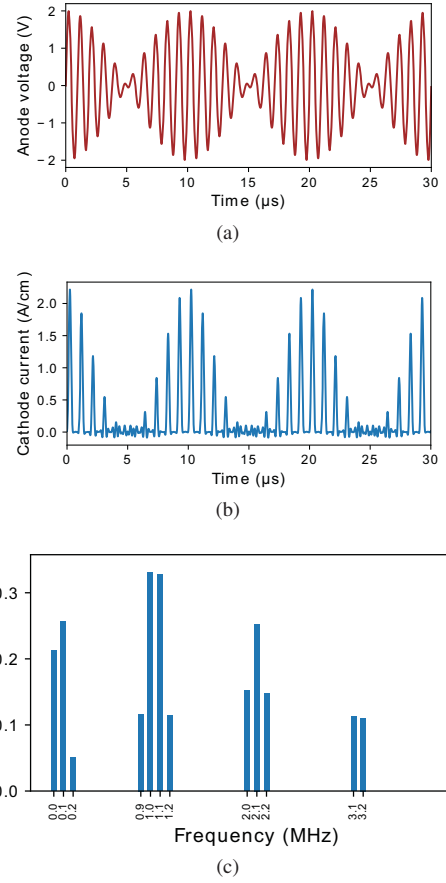 Anode voltage (V)
2
1
0
− 1
− 2
0 5 10 15 20 25 30
Time (μs)
(a)
Cathode current (A/cm)
2.0
1.5
1.0
0.5
0.0
0 5 10 15 20 25 30
Time (μs)
(b)
0.3
0.2
0.1
0.0
0.0 0.1 0.2 0.9 1.0 1.1 1.2 2.0 2.1 2.2 3.1 3.2
Frequency (MHz)
(c)